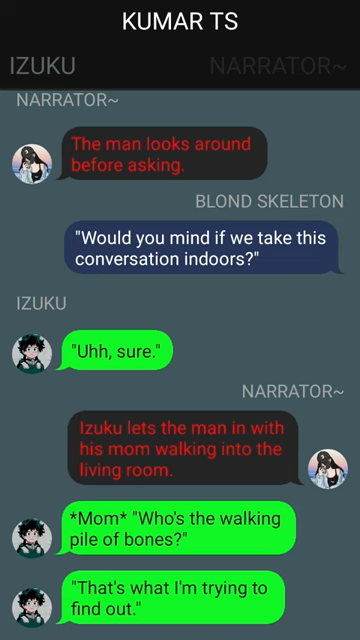 KUMAR TS
IZUKU
NARRATOR~
NARRATOR~
The man looks around
before asking.
BLOND SKELETON
"Would you mind if we take this
conversation indoors?"
IZUKU
"Uhh, sure."
NARRATOR~
Izuku lets the man in with
his mom walking into the
living room.
*Mom* "Who's the walking
pile of bones?"
"That's what I'm trying to
find out."